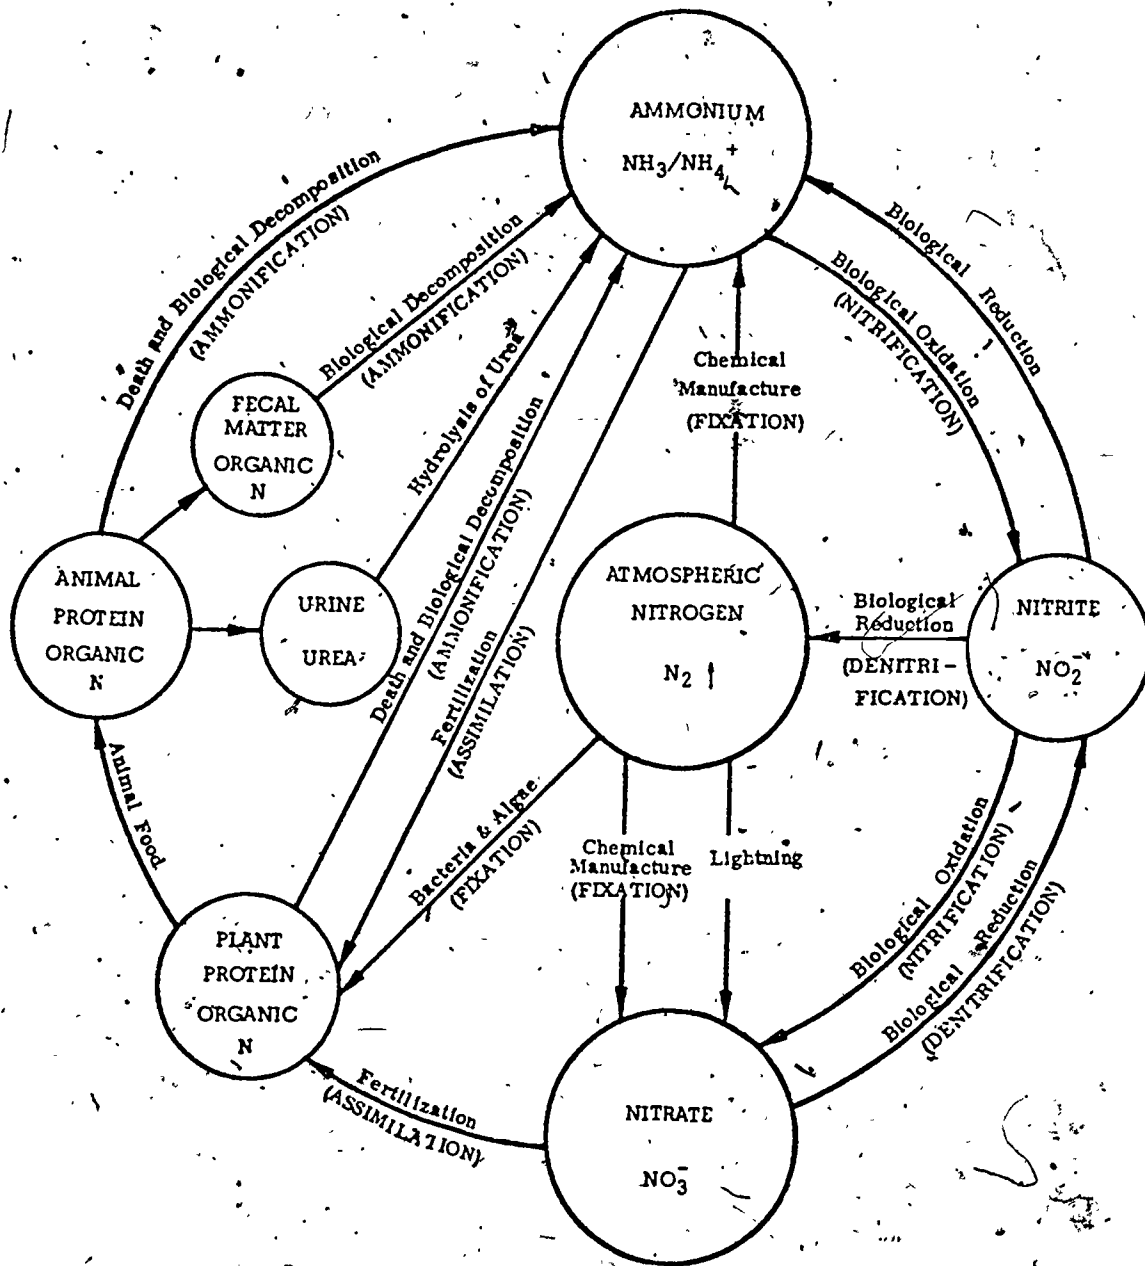 AMMONIUM
NH3/NH4+
Death and Biological Decomposition
(AMMONIFICATION)
Biological Decomposition
(AMMONIFICATION)
Hydrolysis of Urea
Death and Biological Decomposition
(AMMONIFICATION)
Fertilization
(ASSIMILATION)
Chemical
Manufacture
(FIXATION)
Biological Oxidation
(NITRIFICATION)
Biological Reduction
FECAL
MATTER
ORGANIC
N
ANIMAL
PROTEIN
ORGANIC
N
URINE
UREA
ATMOSPHERIC
NITROGEN
N2 ↑
Biological
Reduction
(DENITRI-
FICATION)
NITRITE
NO2-
Animal Food
Bacteria & Algae
(FIXATION)
Chemical
Manufacture
(FIXATION)
Lightning
Biological Oxidation
(NITRIFICATION)
Biological Reduction
(DENITRIFICATION)
PLANT
PROTEIN
ORGANIC
N
Fertilization
(ASSIMILATION)
NITRATE
NO3-